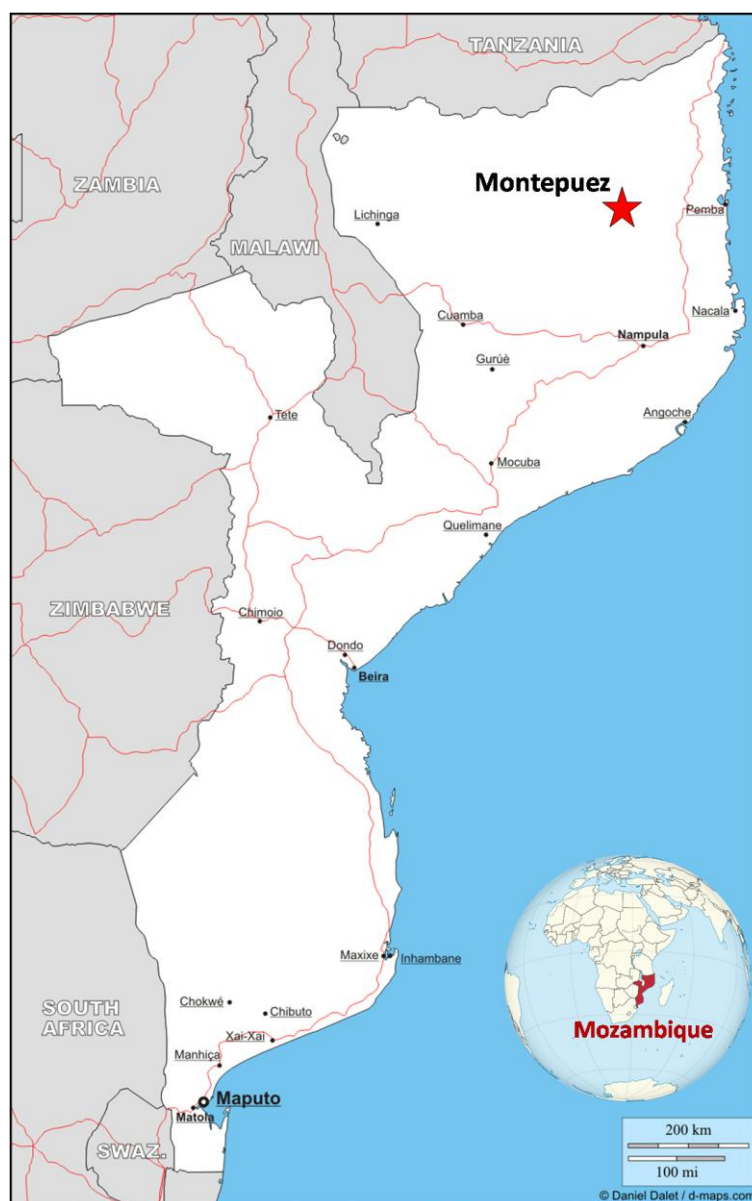 TANZANIA
ZAMBIA
Montepuez
Lichinga
Pemba
MALAWI
Cuamba
Nacala
Nampula
Gurúè
Tete
Angoche
Mocuba
Quelimane
ZIMBABWE
Chimoio
Dondo
Beira
Maxixe
Inhambane
Chokwé
Chibuto
SOUTH
AFRICA
Xai-Xai
Mozambique
Manhiça
Maputo
Matola
SWAZ.
200 km
100 mi
© Daniel Dalet / d-maps.com